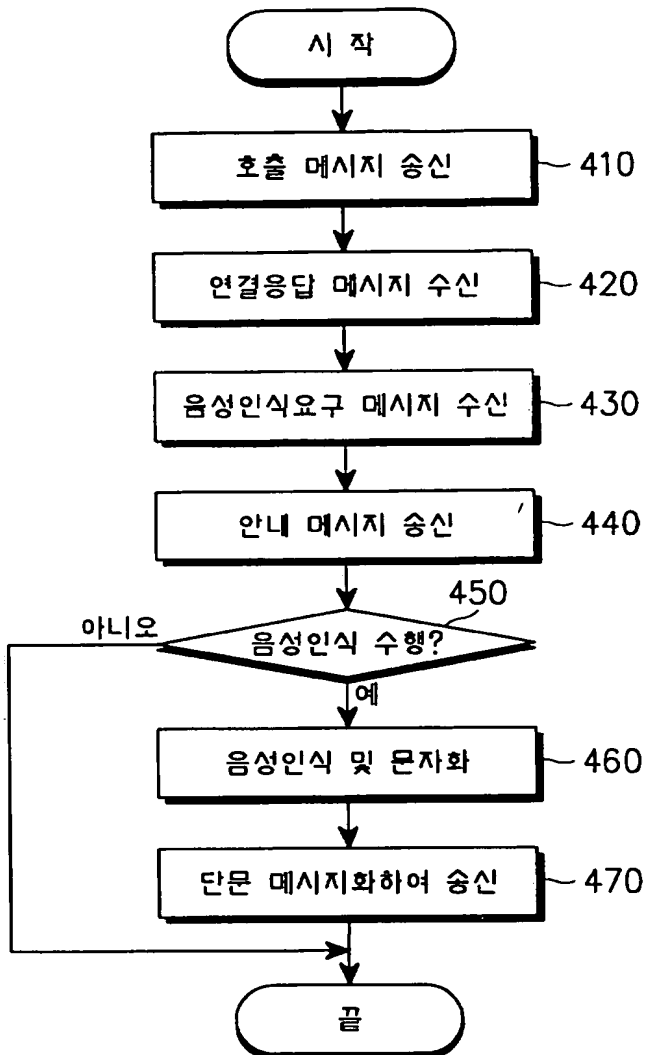 시 작
호출 메시지 송신 410
연결응답 메시지 수신 420
음성인식요구 메시지 수신 430
안내 메시지 송신 440
450
아니오 음성인식 수행?
예
음성인식 및 문자화 460
단문 메시지화하여 송신 470
끝